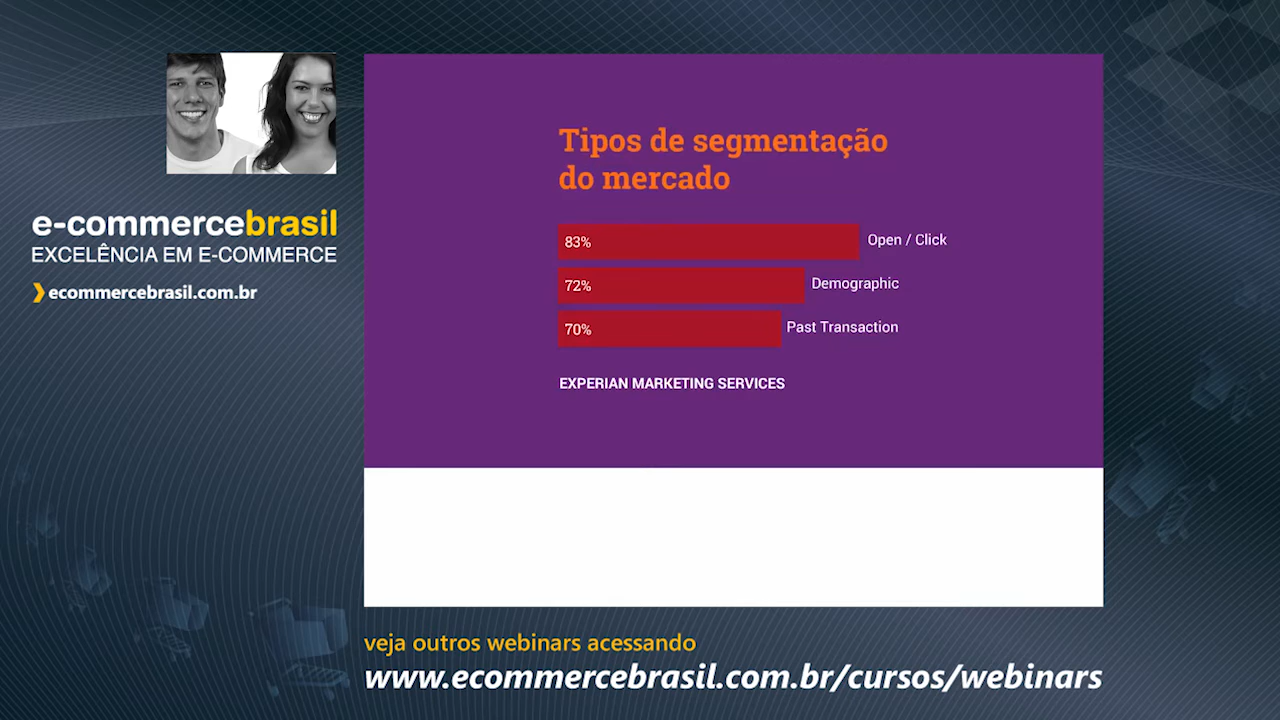 e-commercebrasil
EXCELÊNCIA EM E-COMMERCE
ecommercebrasil.com.br
Tipos de segmentação
do mercado
83% Open / Click
72% Demographic
70% Past Transaction
EXPERIAN MARKETING SERVICES
veja outros webinars acessando
www.ecommercebrasil.com.br/cursos/webinars